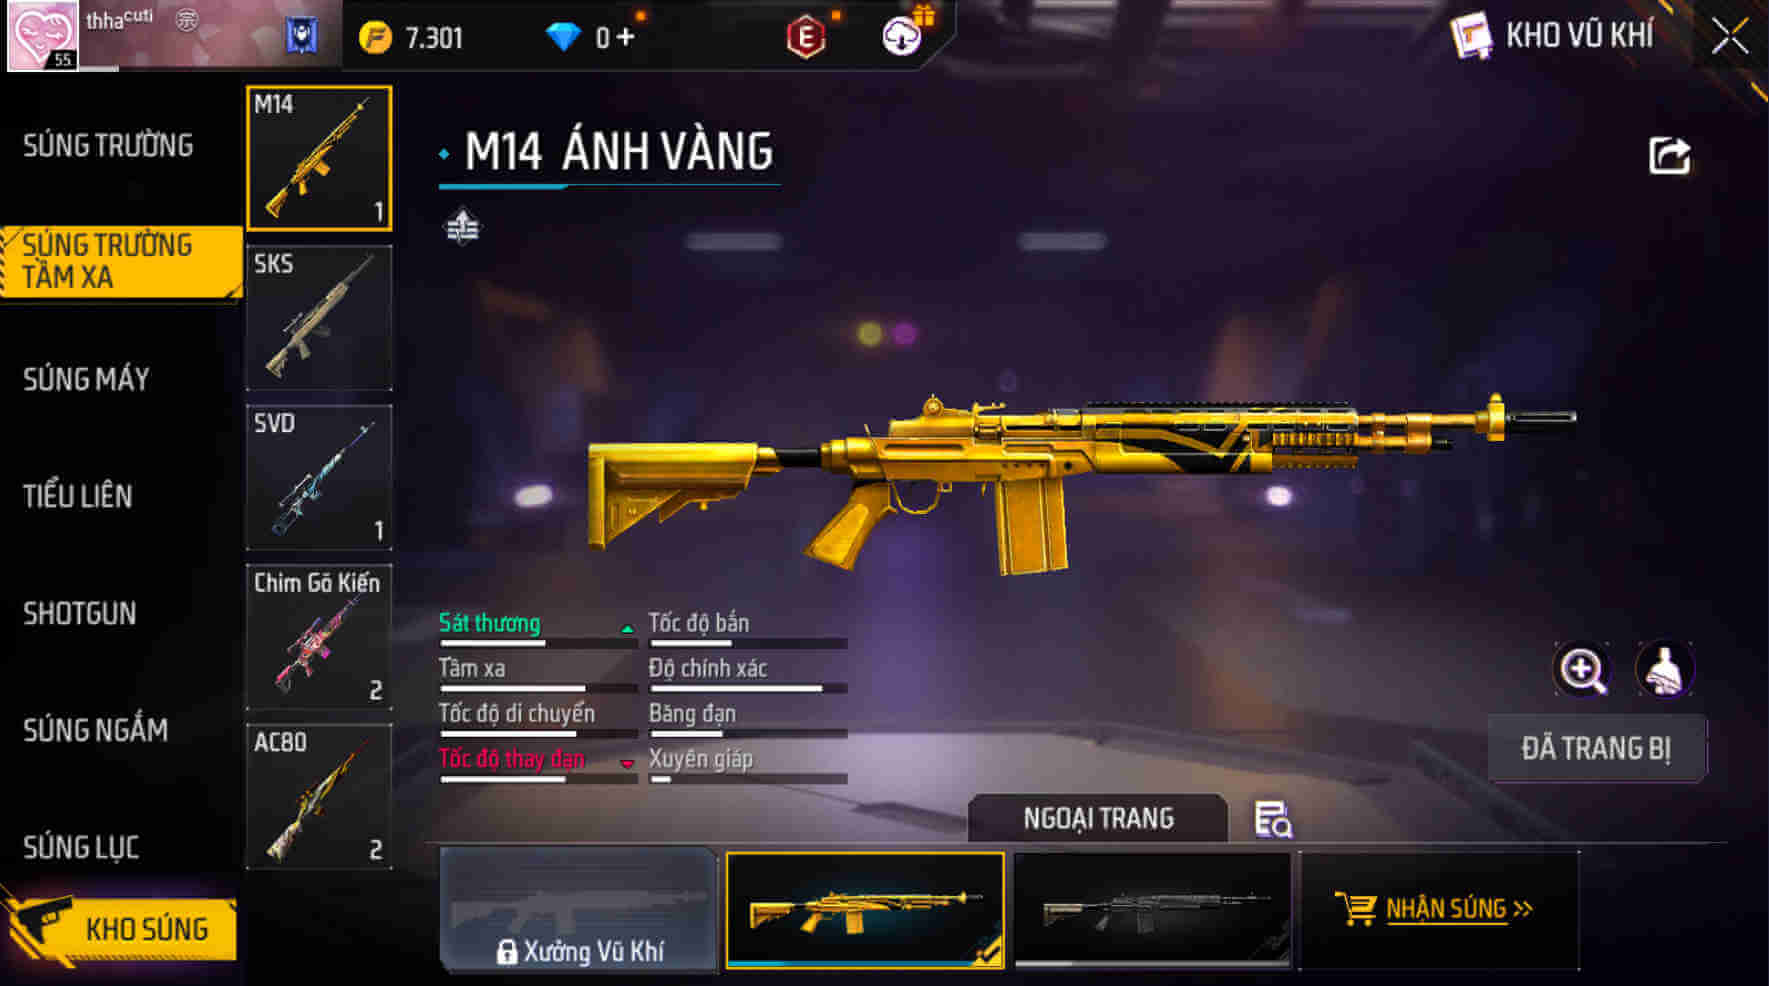 thhacuti 宗
55
7.301
0 +
E
KHO VŨ KHÍ
SÚNG TRƯỜNG
SÚNG TRƯỜNG
TẦM XA
SÚNG MÁY
TIỂU LIÊN
SHOTGUN
SÚNG NGẮM
SÚNG LỤC
KHO SÚNG
M14
1
SKS
SVD
1
Chim Gõ Kiến
2
AC80
2
M14 ÁNH VÀNG
Sát thương
Tốc độ bắn
Tầm xa
Độ chính xác
Tốc độ di chuyển
Băng đạn
Tốc độ thay đạn
Xuyên giáp
ĐÃ TRANG BỊ
NGOẠI TRANG
Xưởng Vũ Khí
NHẬN SÚNG >>